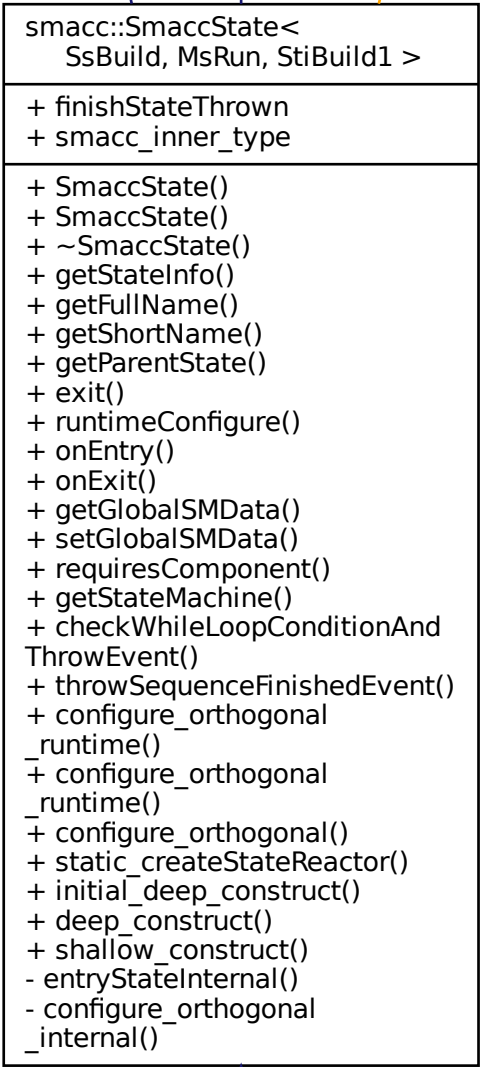 smacc::SmaccState<
SsBuild, MsRun, StiBuild1 >
+ finishStateThrown
+ smacc_inner_type
+ SmaccState()
+ SmaccState()
+ ~SmaccState()
+ getStateInfo()
+ getFullName()
+ getShortName()
+ getParentState()
+ exit()
+ runtimeConfigure()
+ onEntry()
+ onExit()
+ getGlobalSMData()
+ setGlobalSMData()
+ requiresComponent()
+ getStateMachine()
+ checkWhileLoopConditionAnd
ThrowEvent()
+ throwSequenceFinishedEvent()
+ configure_orthogonal
_runtime()
+ configure_orthogonal
_runtime()
+ configure_orthogonal()
+ static_createStateReactor()
+ initial_deep_construct()
+ deep_construct()
+ shallow_construct()
- entryStateInternal()
- configure_orthogonal
_internal()